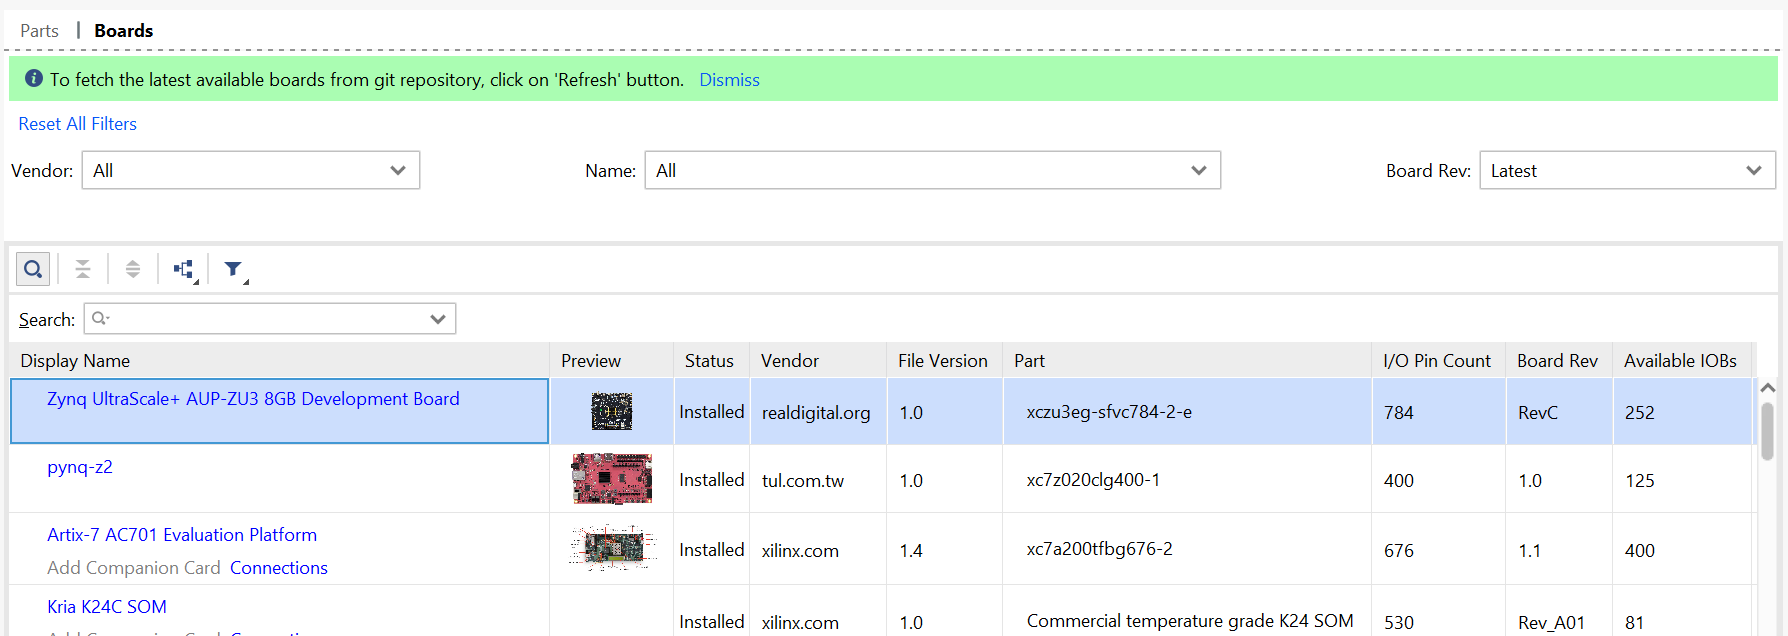 Parts | Boards
To fetch the latest available boards from git repository, click on 'Refresh' button. Dismiss
Reset All Filters
Vendor: All Name: All Board Rev: Latest
Search:
Display Name Preview Status Vendor File Version Part I/O Pin Count Board Rev Available IOBs
Zynq UltraScale+ AUP-ZU3 8GB Development Board Installed realdigital.org 1.0 xczu3eg-sfvc784-2-e 784 RevC 252
pynq-z2 Installed tul.com.tw 1.0 xc7z020clg400-1 400 1.0 125
Artix-7 AC701 Evaluation Platform Installed xilinx.com 1.4 xc7a200tfbg676-2 676 1.1 400
Add Companion Card Connections
Kria K24C SOM Installed xilinx.com 1.0 Commercial temperature grade K24 SOM 530 Rev_A01 81